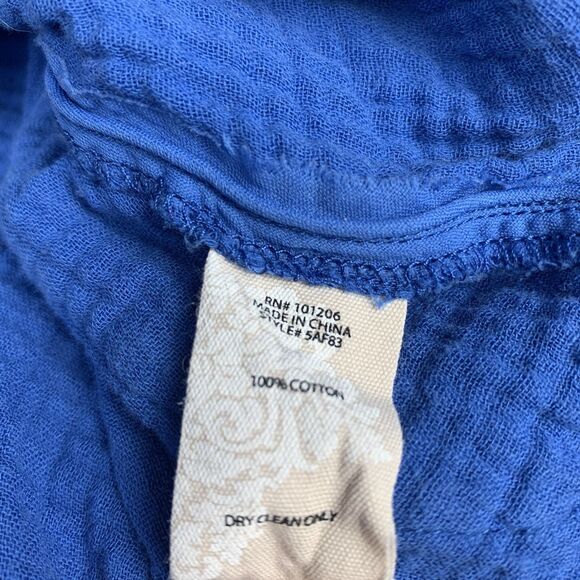 RN# 101206
MADE IN CHINA
STYLE# 5AF83
100% COTTON
DRY CLEAN ONLY